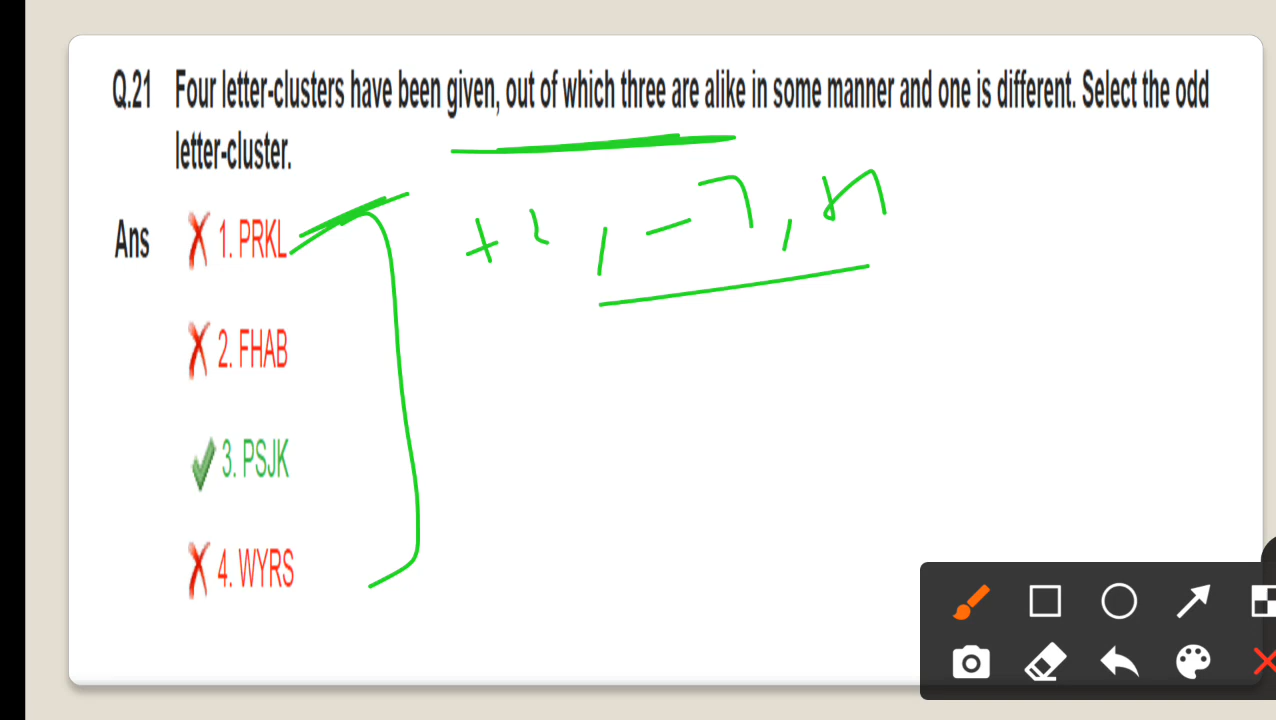 Q.21 Four letter-clusters have been given, out of which three are alike in some manner and one is different. Select the odd
letter-cluster.
Ans 1. PRKL
+2, -7,
2. FHAB
3. PSJK
4. WYRS